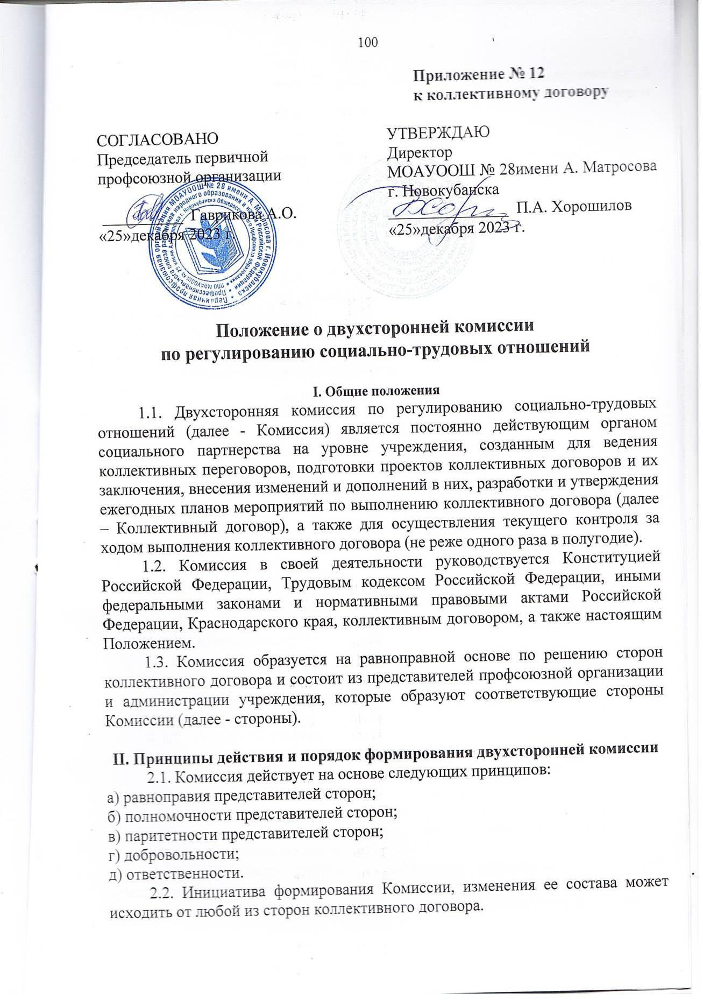 100
Приложение № 12
к коллективному договору
СОГЛАСОВАНО
Председатель первичной
профсоюзной организации
Гаврикова А.О.
«25»декабря 2023 г.
УТВЕРЖДАЮ
Директор
МОАУООШ № 28имени А. Матросова
г. Новокубанска
П.А. Хорошилов
«25»декабря 2023 г.
Первичная профсоюзная организация МОАУООШ № 28 имени А. Матросова г. Новокубанска
Положение о двухсторонней комиссии
по регулированию социально-трудовых отношений
I. Общие положения
1.1. Двухсторонняя комиссия по регулированию социально-трудовых
отношений (далее - Комиссия) является постоянно действующим органом
социального партнерства на уровне учреждения, созданным для ведения
коллективных переговоров, подготовки проектов коллективных договоров и их
заключения, внесения изменений и дополнений в них, разработки и утверждения
ежегодных планов мероприятий по выполнению коллективного договора (далее
– Коллективный договор), а также для осуществления текущего контроля за
ходом выполнения коллективного договора (не реже одного раза в полугодие).
1.2. Комиссия в своей деятельности руководствуется Конституцией
Российской Федерации, Трудовым кодексом Российской Федерации, иными
федеральными законами и нормативными правовыми актами Российской
Федерации, Краснодарского края, коллективным договором, а также настоящим
Положением.
1.3. Комиссия образуется на равноправной основе по решению сторон
коллективного договора и состоит из представителей профсоюзной организации
и администрации учреждения, которые образуют соответствующие стороны
Комиссии (далее - стороны).
II. Принципы действия и порядок формирования двухсторонней комиссии
2.1. Комиссия действует на основе следующих принципов:
а) равноправия представителей сторон;
б) полномочности представителей сторон;
в) паритетности представителей сторон;
г) добровольности;
д) ответственности.
2.2. Инициатива формирования Комиссии, изменения ее состава может
исходить от любой из сторон коллективного договора.